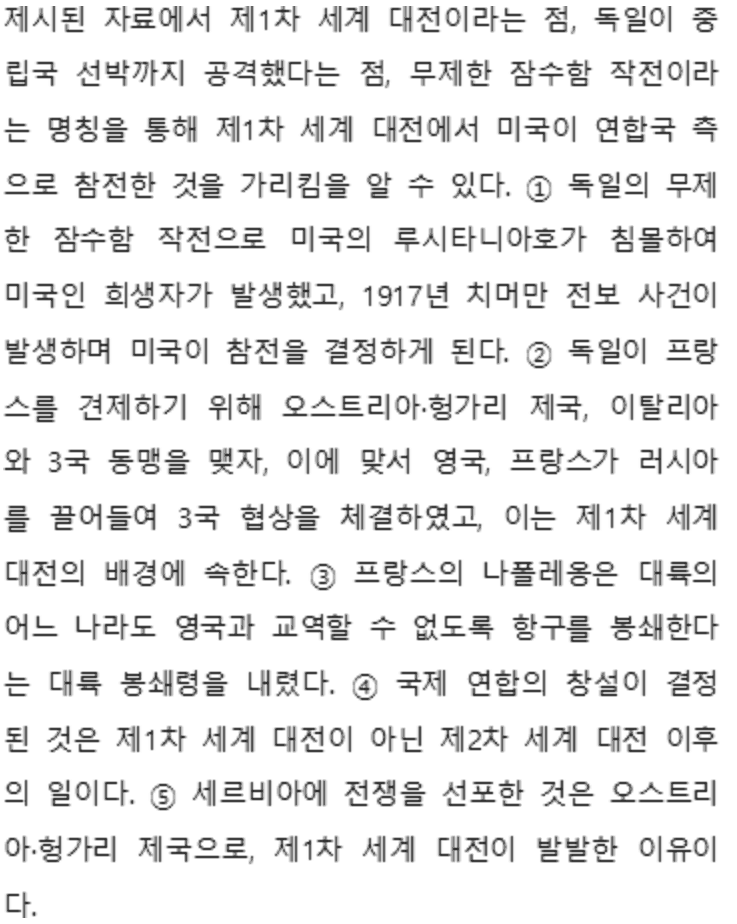 제시된 자료에서 제1차 세계 대전이라는 점, 독일이 중
립국 선박까지 공격했다는 점, 무제한 잠수함 작전이라
는 명칭을 통해 제1차 세계 대전에서 미국이 연합국 측
으로 참전한 것을 가리킴을 알 수 있다. ① 독일의 무제
한 잠수함 작전으로 미국의 루시타니아호가 침몰하여
미국인 희생자가 발생했고, 1917년 치머만 전보 사건이
발생하며 미국이 참전을 결정하게 된다. ② 독일이 프랑
스를 견제하기 위해 오스트리아·헝가리 제국, 이탈리아
와 3국 동맹을 맺자, 이에 맞서 영국, 프랑스가 러시아
를 끌어들여 3국 협상을 체결하였고, 이는 제1차 세계
대전의 배경에 속한다. ③ 프랑스의 나폴레옹은 대륙의
어느 나라도 영국과 교역할 수 없도록 항구를 봉쇄한다
는 대륙 봉쇄령을 내렸다. ④ 국제 연합의 창설이 결정
된 것은 제1차 세계 대전이 아닌 제2차 세계 대전 이후
의 일이다. ⑤ 세르비아에 전쟁을 선포한 것은 오스트리
아·헝가리 제국으로, 제1차 세계 대전이 발발한 이유이
다.